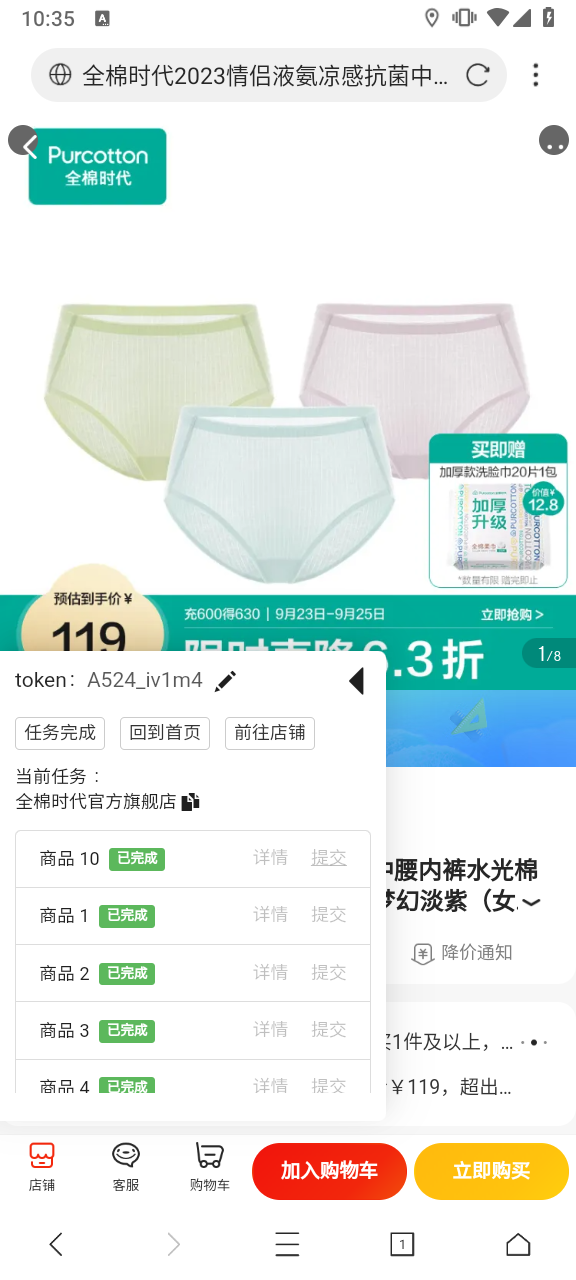 10:35
A
全棉时代2023情侣液氨凉感抗菌中...
Purcotton
全棉时代
买即赠
加厚款洗脸巾20片1包
价值¥
12.8
加厚
升级
全棉柔巾
PURCOTTON
*数量有限 赠完即止
预估到手价¥
119
充600得630 | 9月23日-9月25日
立即抢购>
限时直降6.3折
1/8
token: A524_iv1m4
任务完成
回到首页
前往店铺
当前任务：
全棉时代官方旗舰店
商品 10 已完成 详情 提交
商品 1 已完成 详情 提交
商品 2 已完成 详情 提交
商品 3 已完成 详情 提交
商品 4 已完成 详情 提交
中腰内裤水光棉
梦幻淡紫（女.
降价通知
买1件及以上，...
¥119，超出...
店铺
客服
购物车
加入购物车
立即购买
1